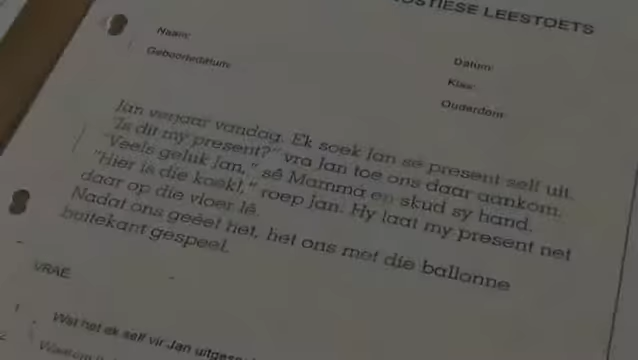 LEESTOETS
Naam:
Geboortedatum:
Datum:
Klas:
Ouderdom:
Jan verjaar vandag. Ek soek Jan se present self uit.
"Is dit my present?" vra Jan toe ons daar aankom.
"Veels geluk Jan," sê Mamma en skud sy hand.
"Hier is die koek!," roep Jan. Hy laat my present net
daar op die vloer lê.
Nadat ons geëet het, het ons met die ballonne
buitekant gespeel.
VRAE
1. Wat het ek self vir Jan
2